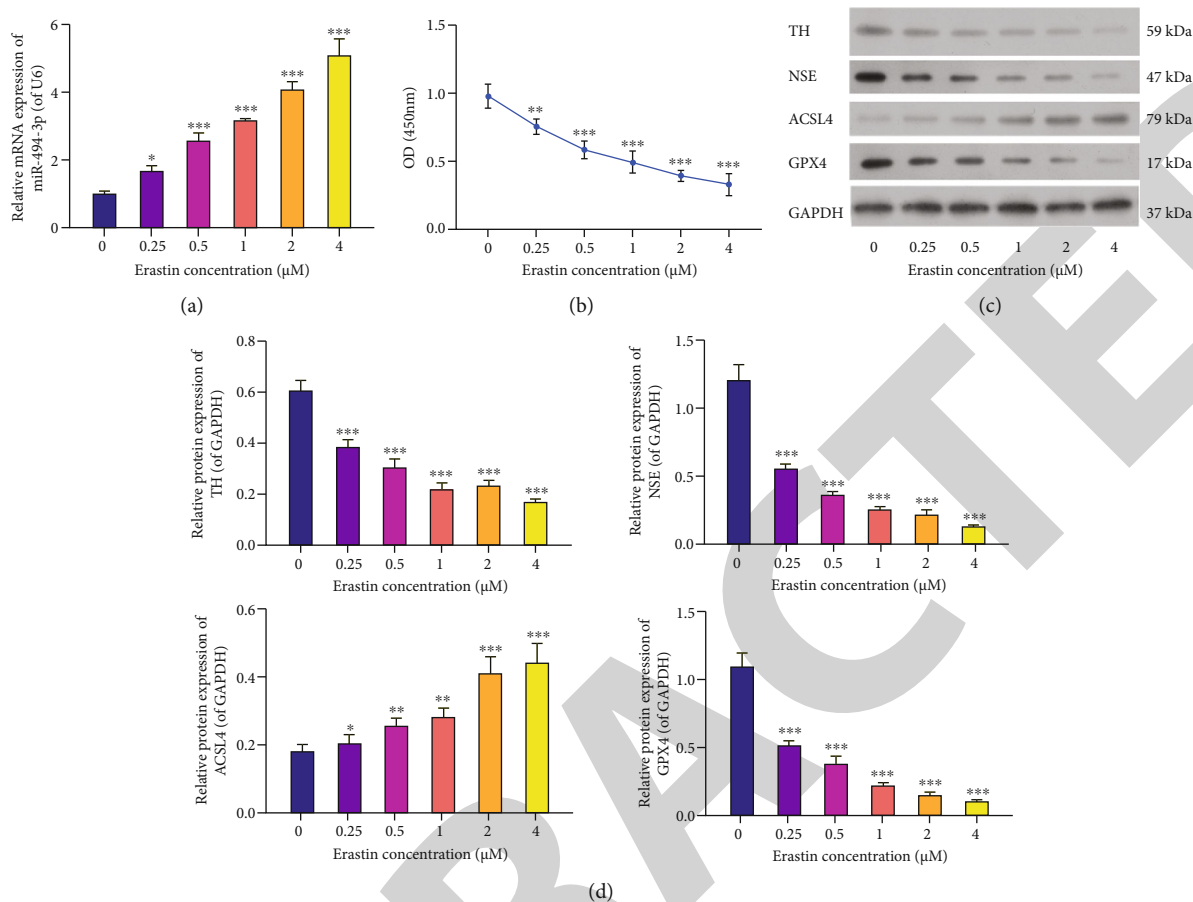 6
4
2
0
Relative mRNA expression of
miR-494-3p (of U6)
*
***
***
***
***
0 0.25 0.5 1 2 4
Erastin concentration (μM)
(a)
1.5
1.0
0.5
0.0
OD (450nm)
**
***
***
***
***
0 0.25 0.5 1 2 4
Erastin concentration (μM)
(b)
TH 59 kDa
NSE 47 kDa
ACSL4 79 kDa
GPX4 17 kDa
GAPDH 37 kDa
0 0.25 0.5 1 2 4
Erastin concentration (μM)
(c)
0.8
0.6
0.4
0.2
0.0
Relative protein expression of
TH (of GAPDH)
***
***
***
***
***
0 0.25 0.5 1 2 4
Erastin concentration (μM)
1.5
1.0
0.5
0.0
Relative protein expression of
NSE (of GAPDH)
***
***
***
***
***
0 0.25 0.5 1 2 4
Erastin concentration (μM)
0.6
0.4
0.2
0.0
Relative protein expression of
ACSL4 (of GAPDH)
*
**
**
***
***
0 0.25 0.5 1 2 4
Erastin concentration (μM)
1.5
1.0
0.5
0.0
Relative protein expression of
GPX4 (of GAPDH)
***
***
***
***
***
0 0.25 0.5 1 2 4
Erastin concentration (μM)
(d)
RACTE